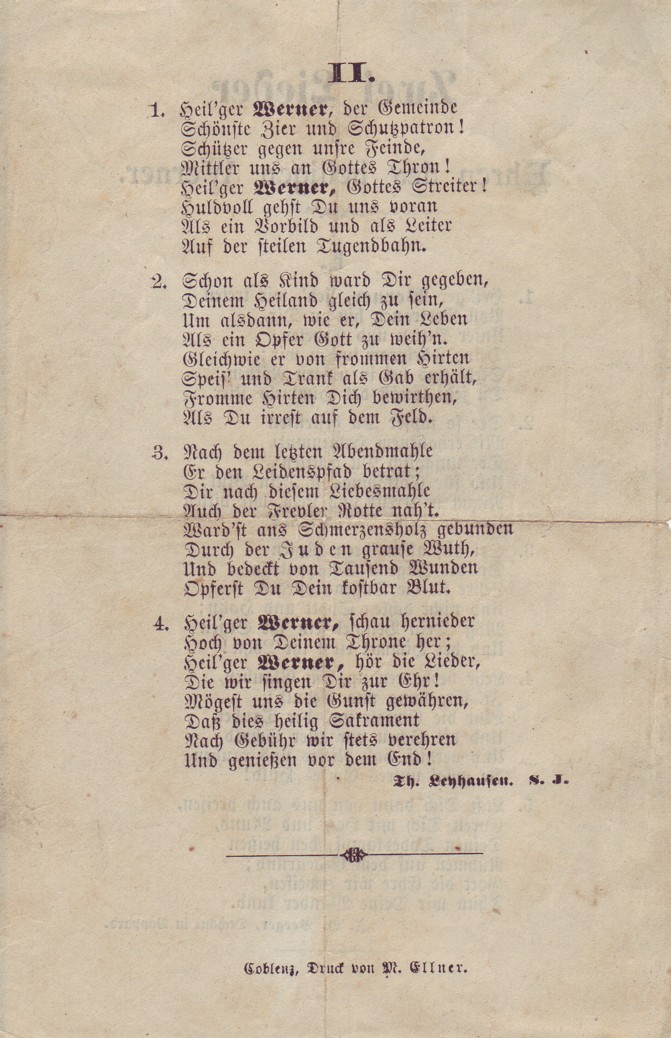 II.
1. Heil'ger Werner, der Gemeinde
Schönste Zier und Schutzpatron!
Schützer gegen unsre Feinde,
Mittler uns an Gottes Thron!
Heil'ger Werner, Gottes Streiter!
Huldvoll gehst Du uns voran
Als ein Vorbild und als Leiter
Auf der steilen Tugendbahn.
2. Schon als Kind ward Dir gegeben,
Deinem Heiland gleich zu sein,
Um alsdann, wie er, Dein Leben
Als ein Opfer Gott zu weih'n.
Gleichwie er von frommen Hirten
Speis' und Trank als Gab erhält,
Fromme Hirten Dich bewirthen,
Als Du irrest auf dem Feld.
3. Nach dem letzten Abendmahle
Er den Leidenspfad betrat;
Dir nach diesem Liebesmahle
Auch der Frevler Rotte nah't.
Ward'st ans Schmerzensholz gebunden
Durch der Juden grause Wuth,
Und bedeckt von Tausend Wunden
Opferst Du Dein kostbar Blut.
4. Heil'ger Werner, schau hernieder
Hoch von Deinem Throne her;
Heil'ger Werner, hör die Lieder,
Die wir singen Dir zur Ehr!
Mögest uns die Gunst gewähren,
Daß dies heilig Sakrament
Nach Gebühr wir stets verehren
Und genießen vor dem End!
Th. Leyhausen. S. J.
Coblenz, Druck von M. Ellner.